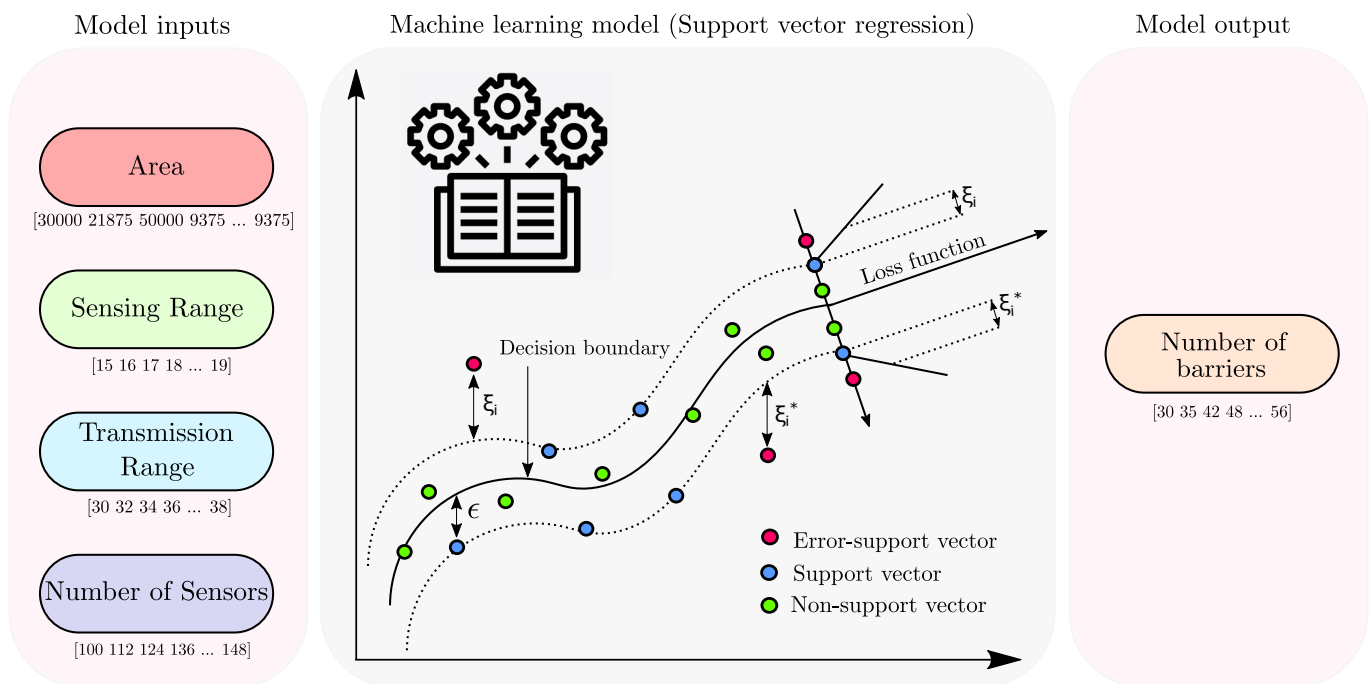 Model inputs
Machine learning model (Support vector regression)
Model output
Area
[30000 21875 50000 9375 ... 9375]
Sensing Range
[15 16 17 18 ... 19]
Transmission
Range
[30 32 34 36 ... 38]
Number of Sensors
[100 112 124 136 ... 148]
Decision boundary
ξi
ϵ
ξi*
ξi
Loss function
ξi*
Error-support vector
Support vector
Non-support vector
Number of
barriers
[30 35 42 48 ... 56]